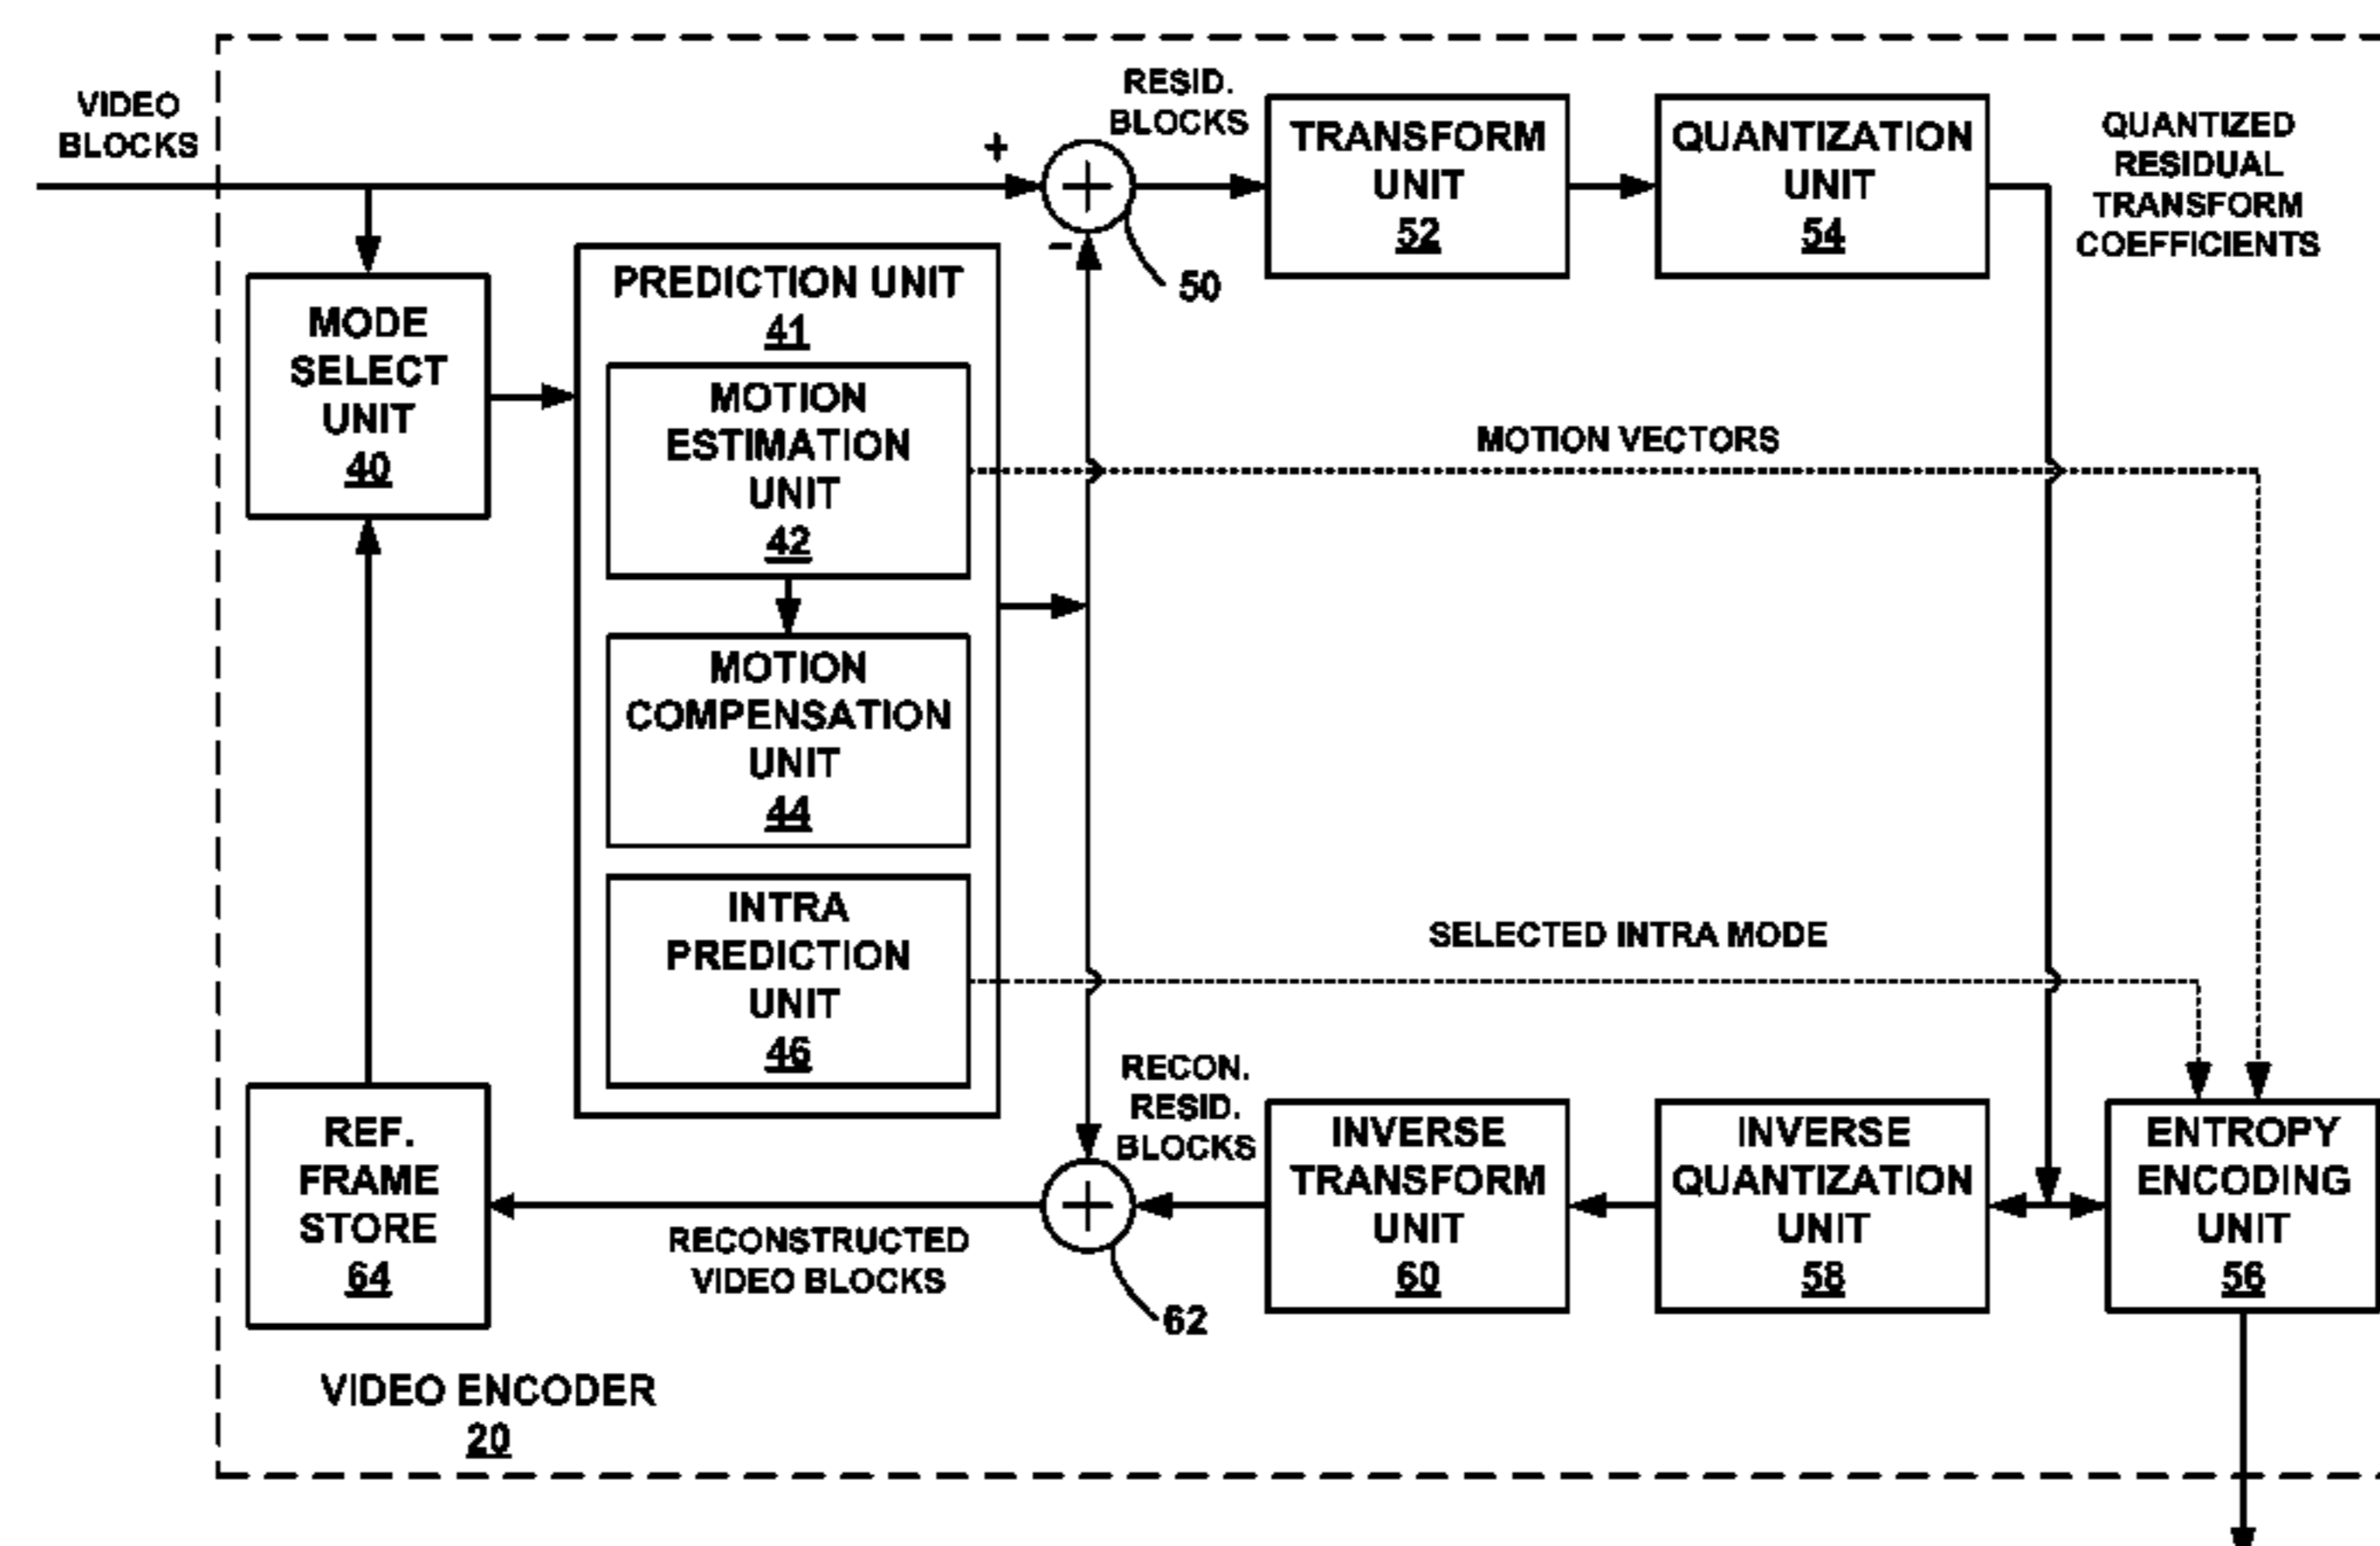 VIDEO
BLOCKS
RESID.
BLOCKS
+
-
50
TRANSFORM
UNIT
52
QUANTIZATION
UNIT
54
QUANTIZED
RESIDUAL
TRANSFORM
COEFFICIENTS
MODE
SELECT
UNIT
40
PREDICTION UNIT
41
MOTION
ESTIMATION
UNIT
42
MOTION VECTORS
MOTION
COMPENSATION
UNIT
44
INTRA
PREDICTION
UNIT
46
SELECTED INTRA MODE
REF.
FRAME
STORE
64
RECONSTRUCTED
VIDEO BLOCKS
62
RECON.
RESID.
BLOCKS
INVERSE
TRANSFORM
UNIT
60
INVERSE
QUANTIZATION
UNIT
58
ENTROPY
ENCODING
UNIT
56
VIDEO ENCODER
20